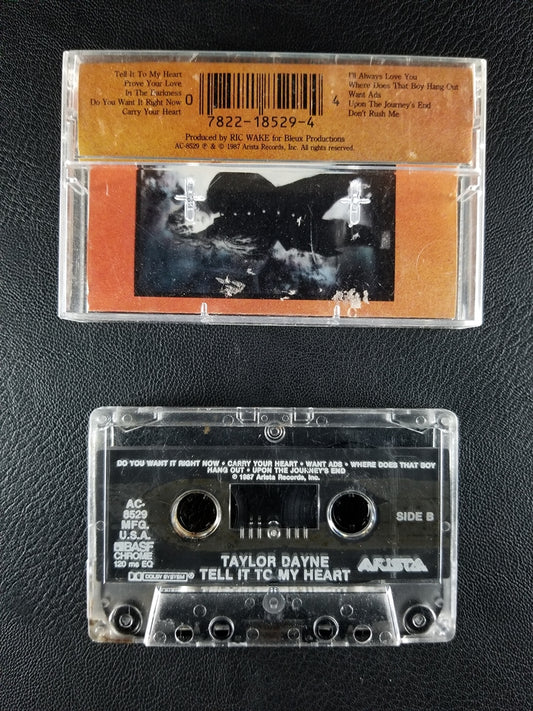 Tell It To My Heart
Prove Your Love
In The Darkness
Do You Want It Right Now
Carry Your Heart
I'll Always Love You
Where Does That Boy Hang Out
Want Ads
Upon The Journey's End
Don't Rush Me
0 7822-18529-4 4
Produced by RIC WAKE for Bleux Productions
AC-8529 ℗ & © 1987 Arista Records, Inc. All rights reserved.
DO YOU WANT IT RIGHT NOW • CARRY YOUR HEART • WANT ADS • WHERE DOES THAT BOY
HANG OUT • UPON THE JOURNEY'S END
℗ 1987 Arista Records, Inc.
AC-
8529
MFG.
U.S.A.
BASF
CHROME
120 ms EQ
DOLBY SYSTEM
SIDE B
TAYLOR DAYNE
TELL IT TO MY HEART
ARISTA